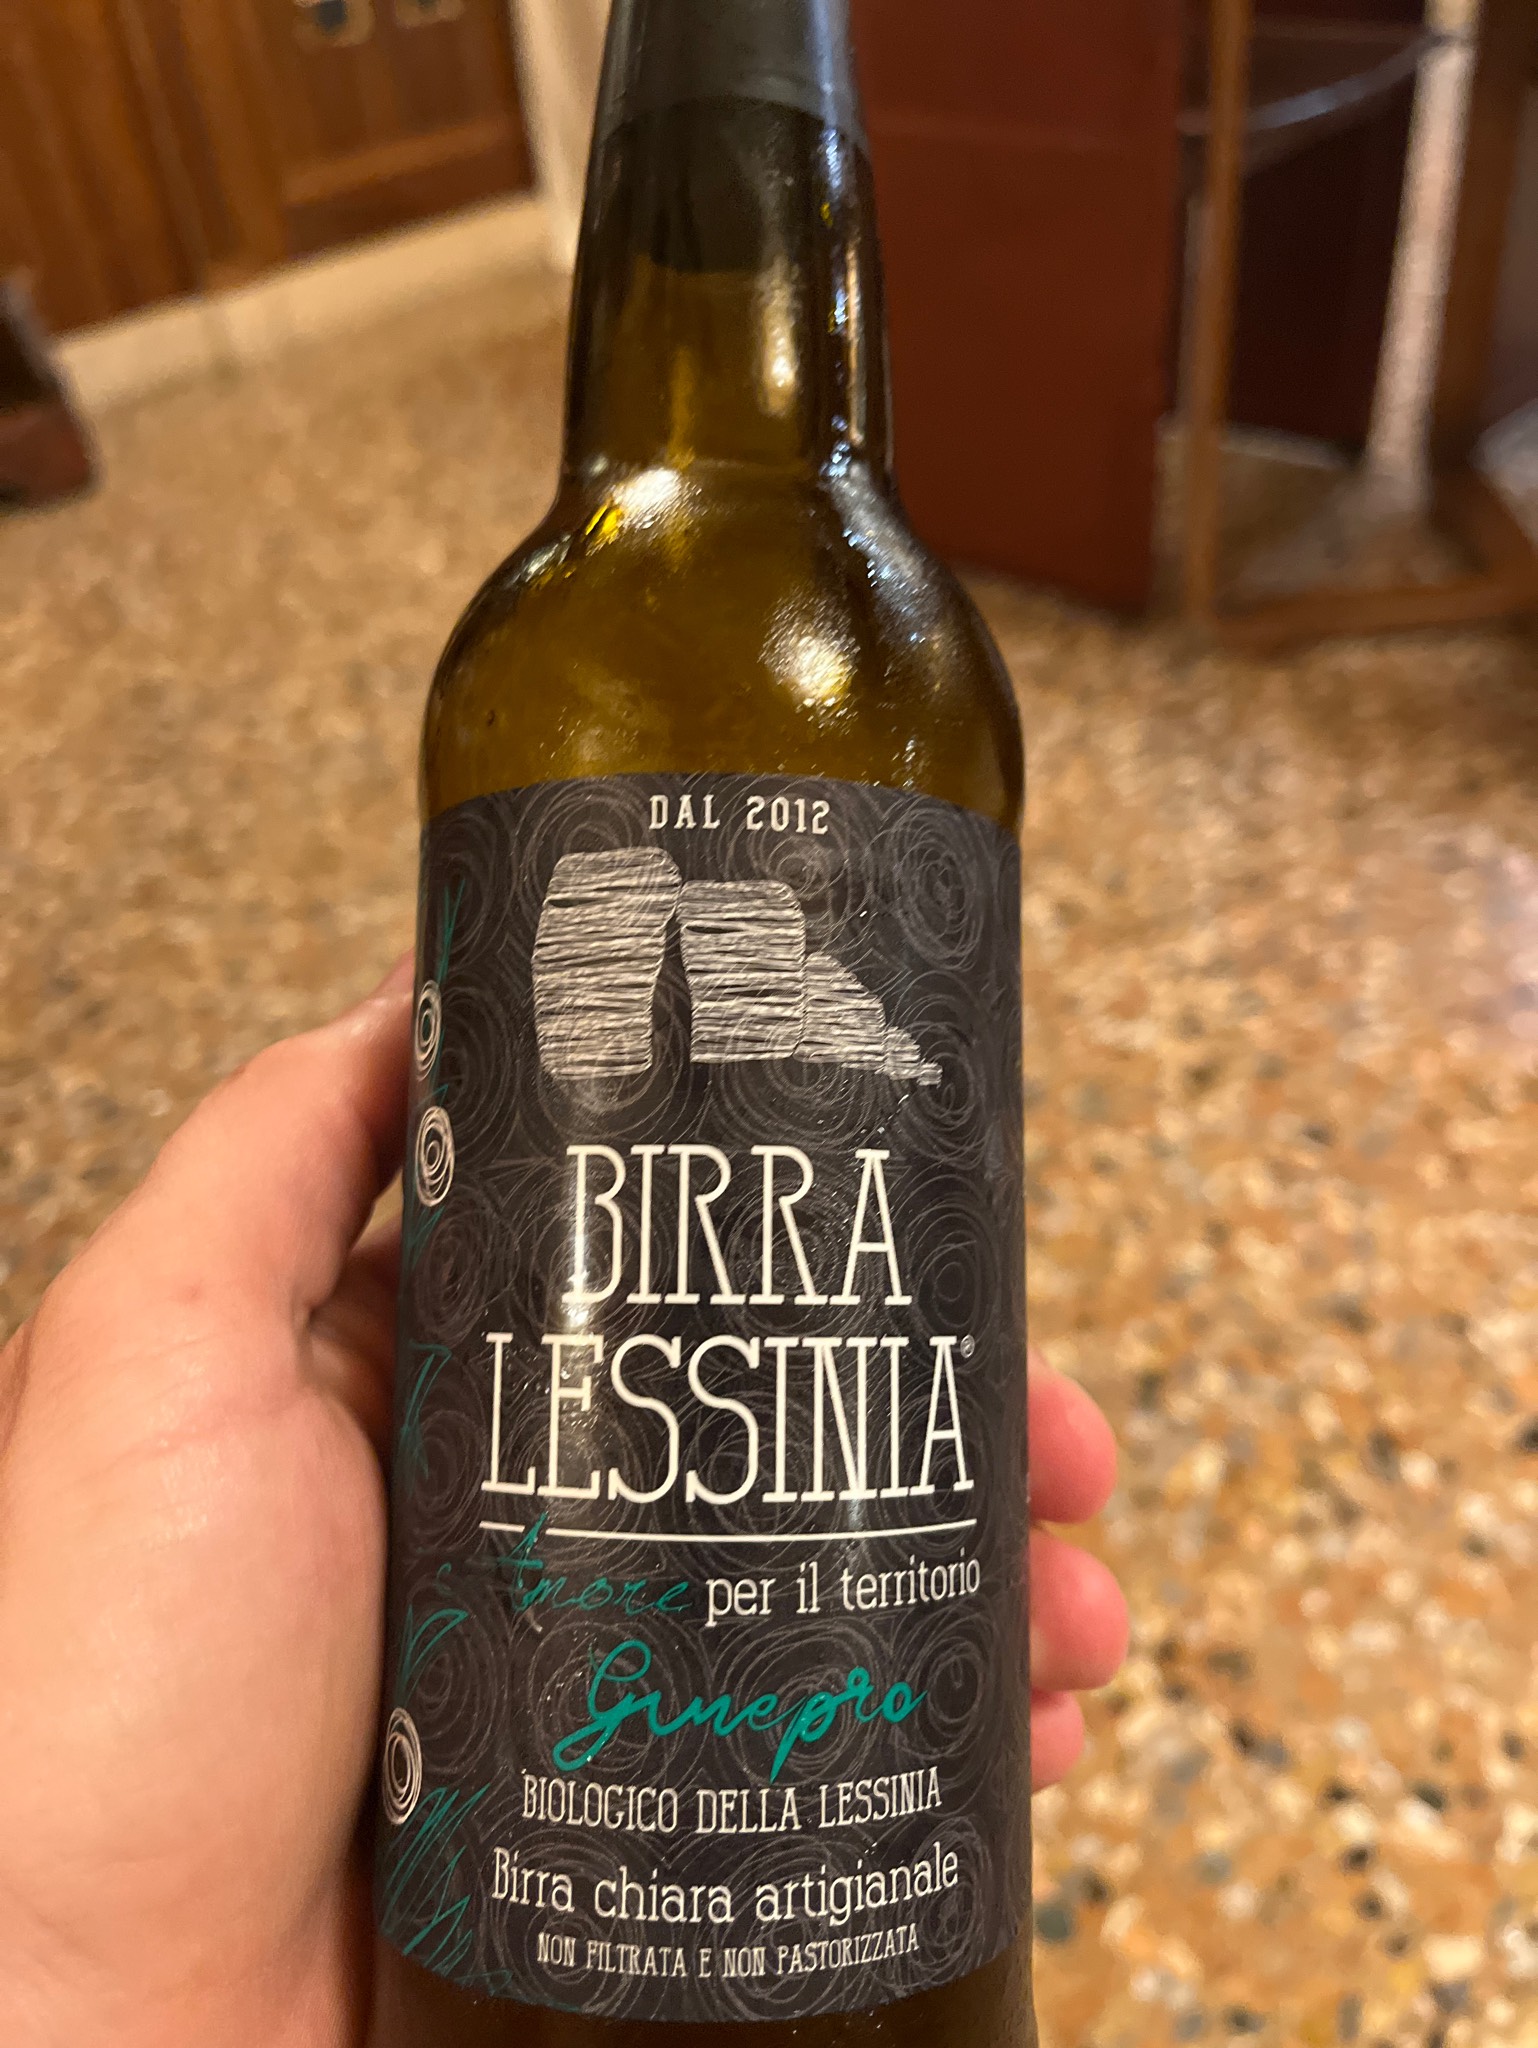 DAL 2012
BIRRA
LESSINIA®
Amore per il territorio
Ginepro
BIOLOGICO DELLA LESSINIA
Birra chiara artigianale
NON FILTRATA E NON PASTORIZZATA